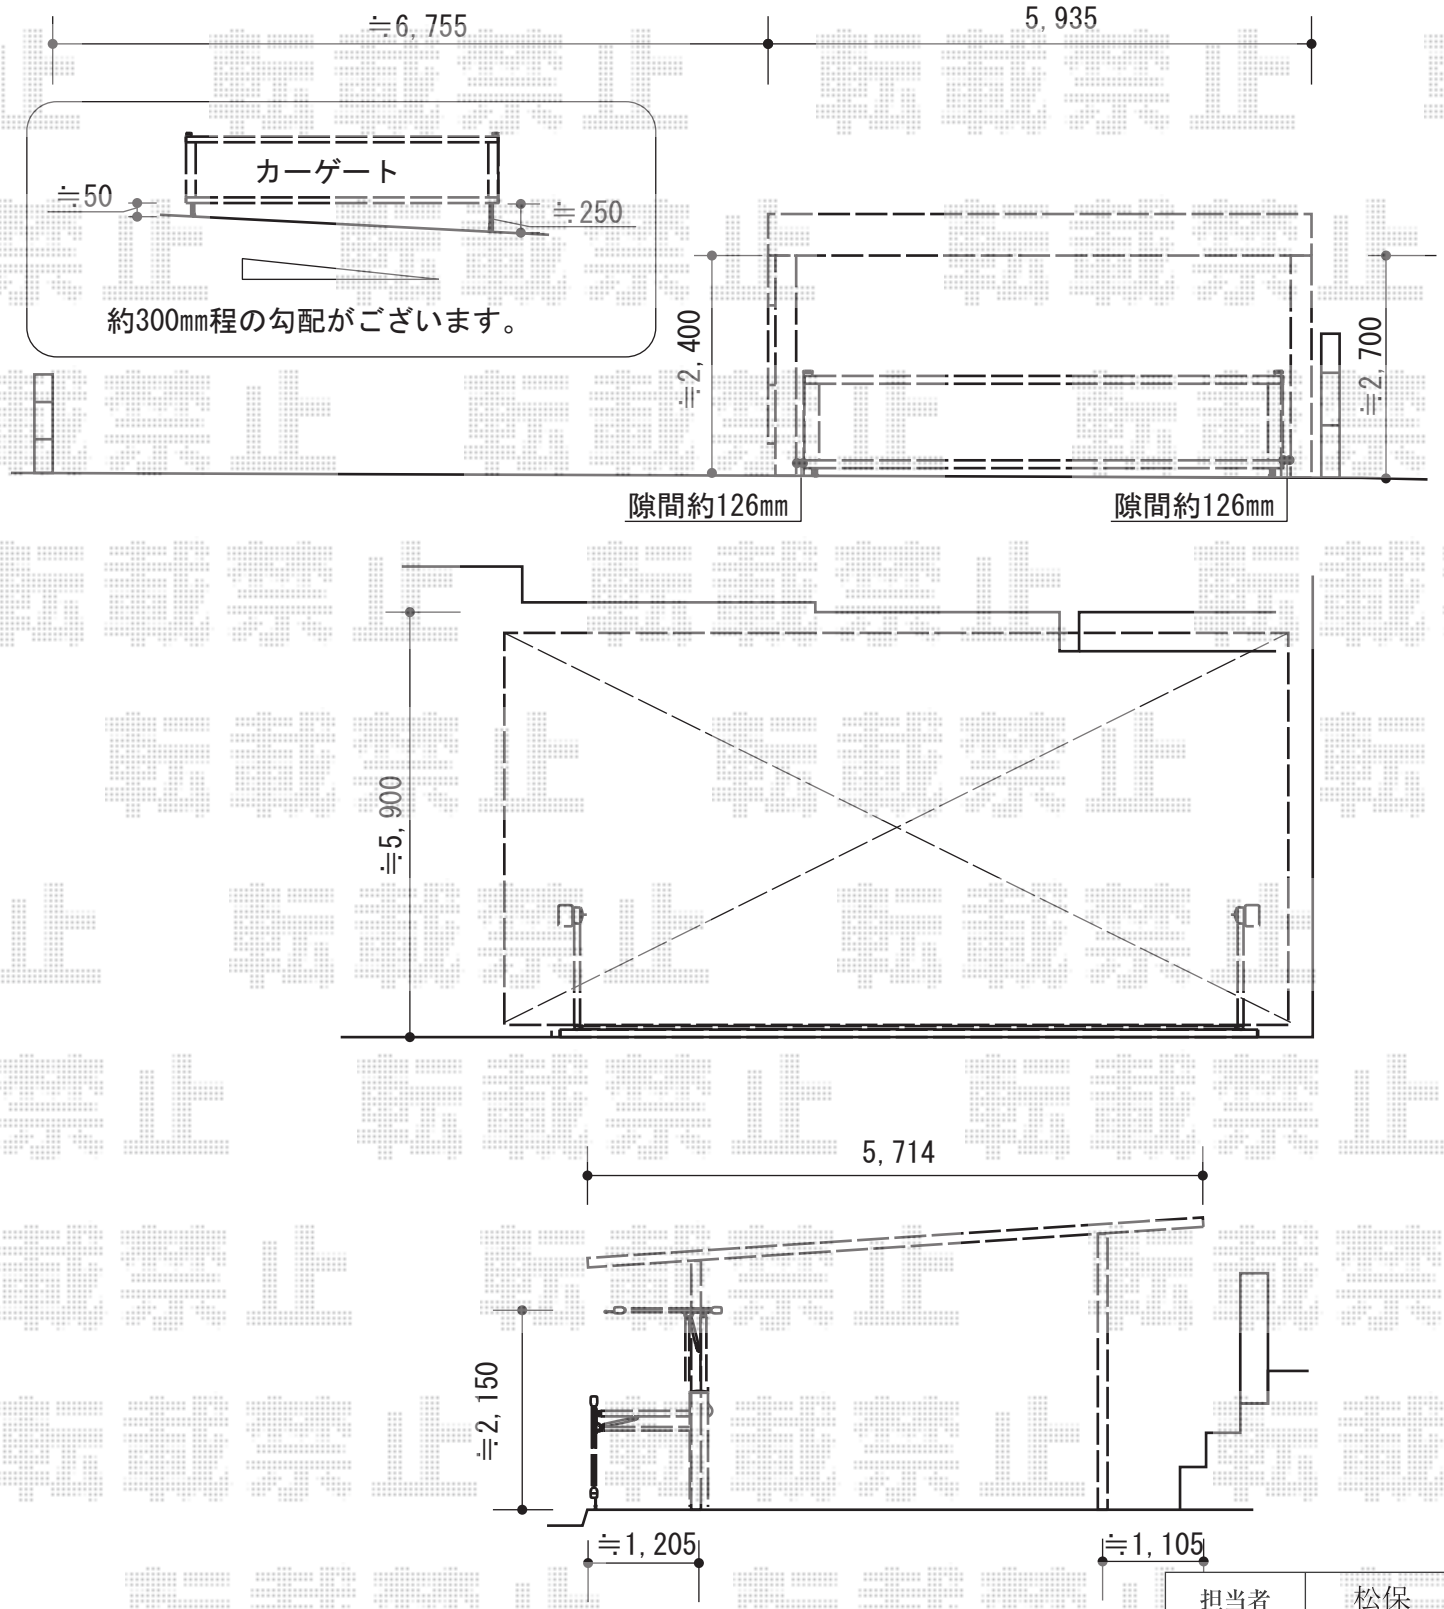 ≒6,755
5,935
カーゲート
≒50
≒250
約300mm程の勾配がございます。
≒2,400
≒2,700
隙間約126mm
隙間約126mm
≒5,900
5,714
≒2,150
≒1,205
≒1,105
担当者 松保
転載禁止